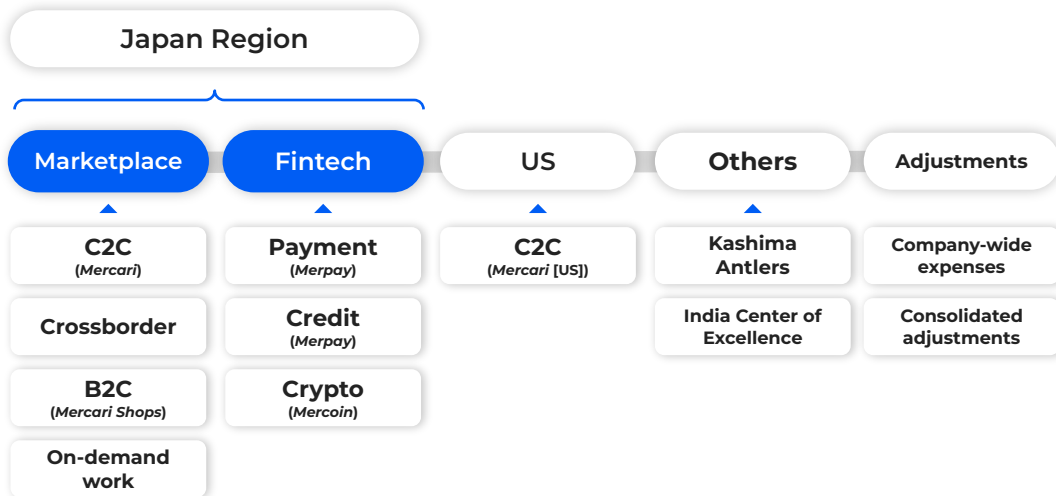 Japan Region
Marketplace
Fintech
US
Others
Adjustments
C2C
(Mercari)
Crossborder
B2C
(Mercari Shops)
On-demand
work
Payment
(Merpay)
Credit
(Merpay)
Crypto
(Mercoin)
C2C
(Mercari [US])
Kashima
Antlers
India Center of
Excellence
Company-wide
expenses
Consolidated
adjustments